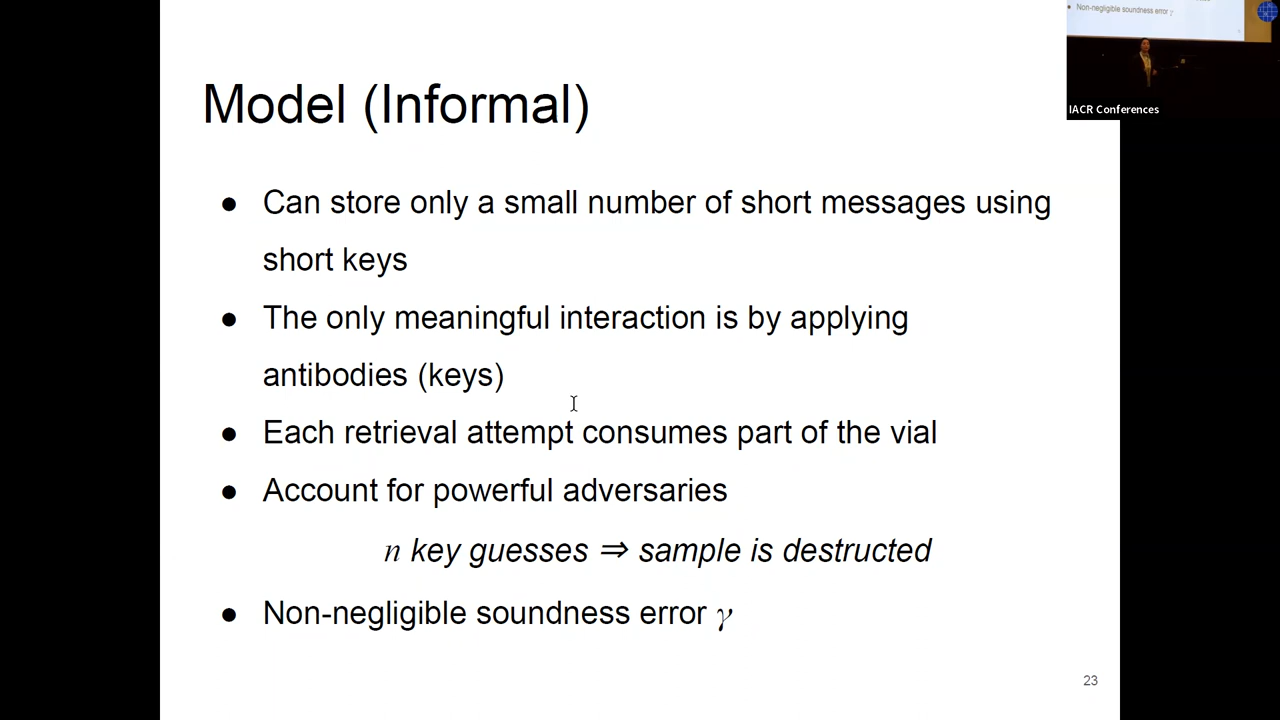 Non-negligible soundness error γ
IACR Conferences
Model (Informal)
● Can store only a small number of short messages using
short keys
● The only meaningful interaction is by applying
antibodies (keys)
● Each retrieval attempt consumes part of the vial
● Account for powerful adversaries
n key guesses ⇒ sample is destructed
● Non-negligible soundness error γ
23